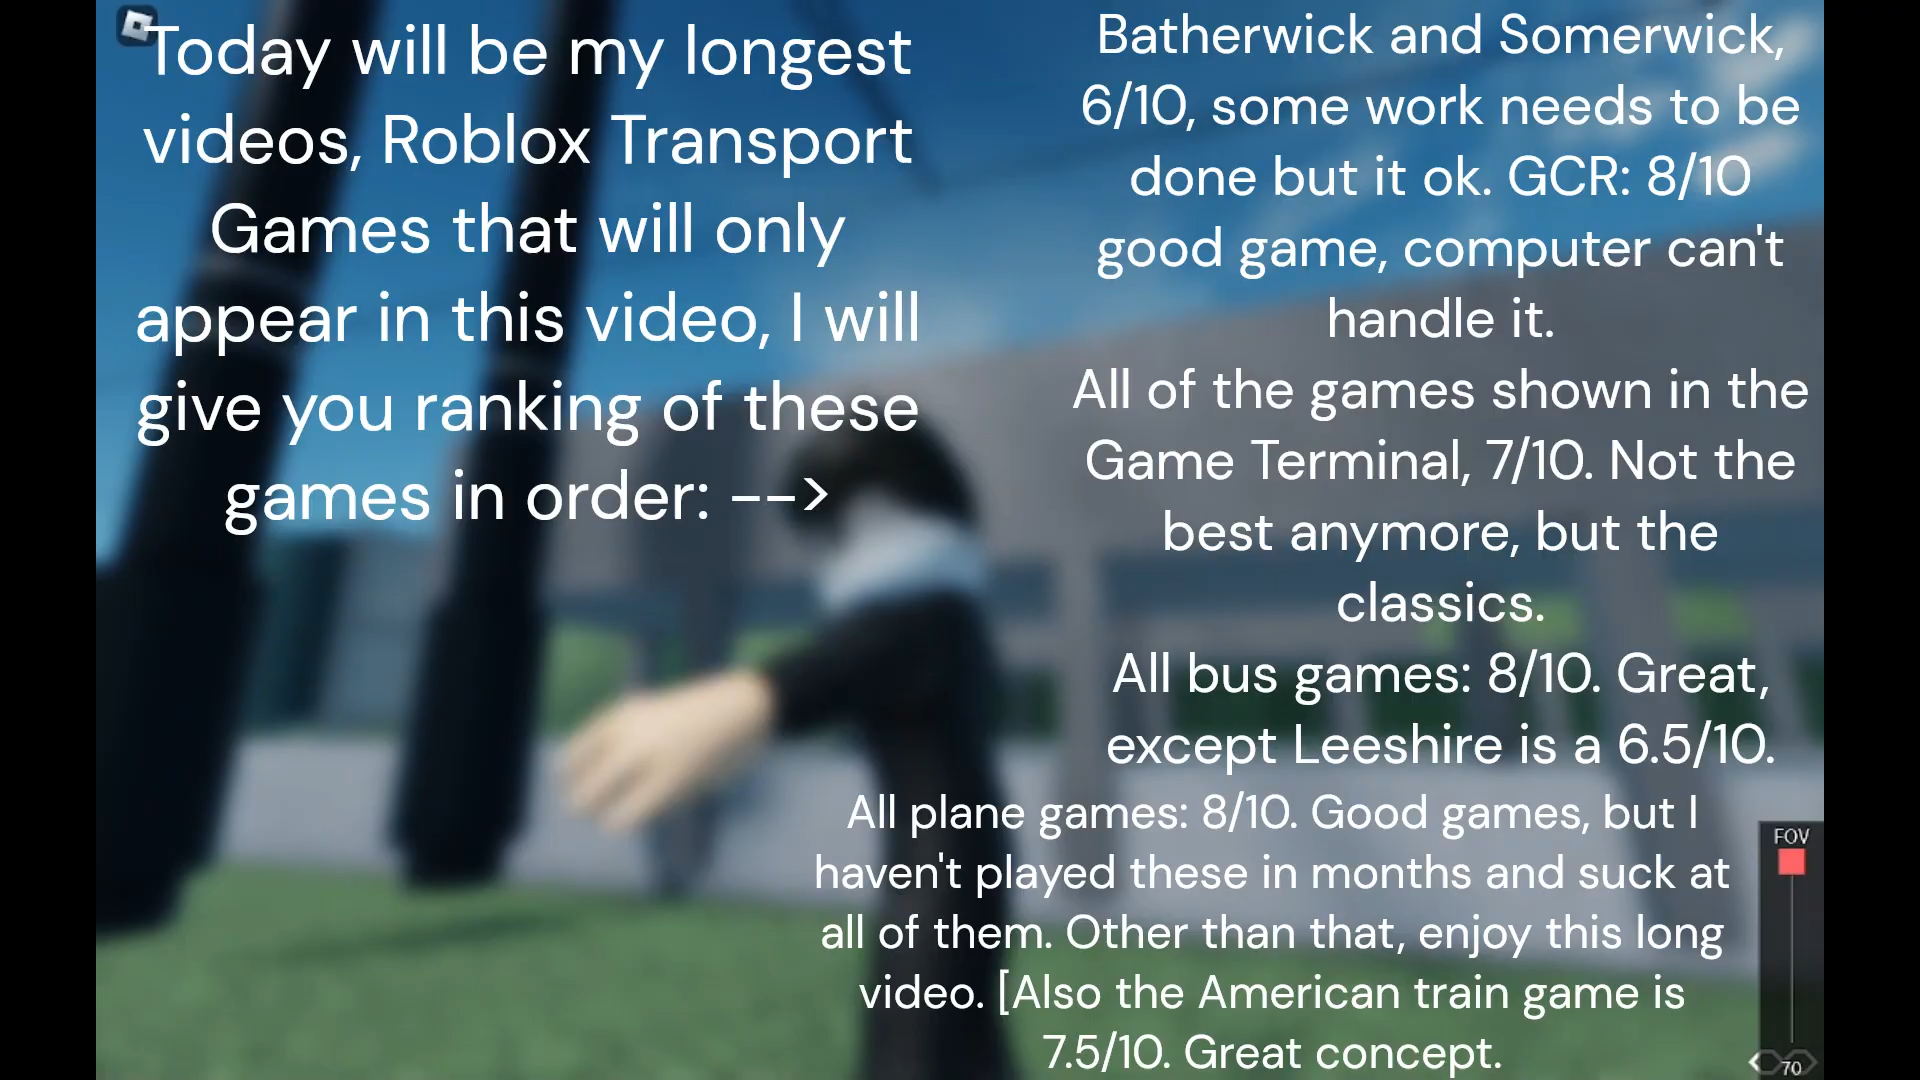 Today will be my longest
videos, Roblox Transport
Games that will only
appear in this video, I will
give you ranking of these
games in order: -->
Batherwick and Somerwick,
6/10, some work needs to be
done but it ok. GCR: 8/10
good game, computer can't
handle it.
All of the games shown in the
Game Terminal, 7/10. Not the
best anymore, but the
classics.
All bus games: 8/10. Great,
except Leeshire is a 6.5/10.
All plane games: 8/10. Good games, but I
haven't played these in months and suck at
all of them. Other than that, enjoy this long
video. [Also the American train game is
7.5/10. Great concept.
FOV
70